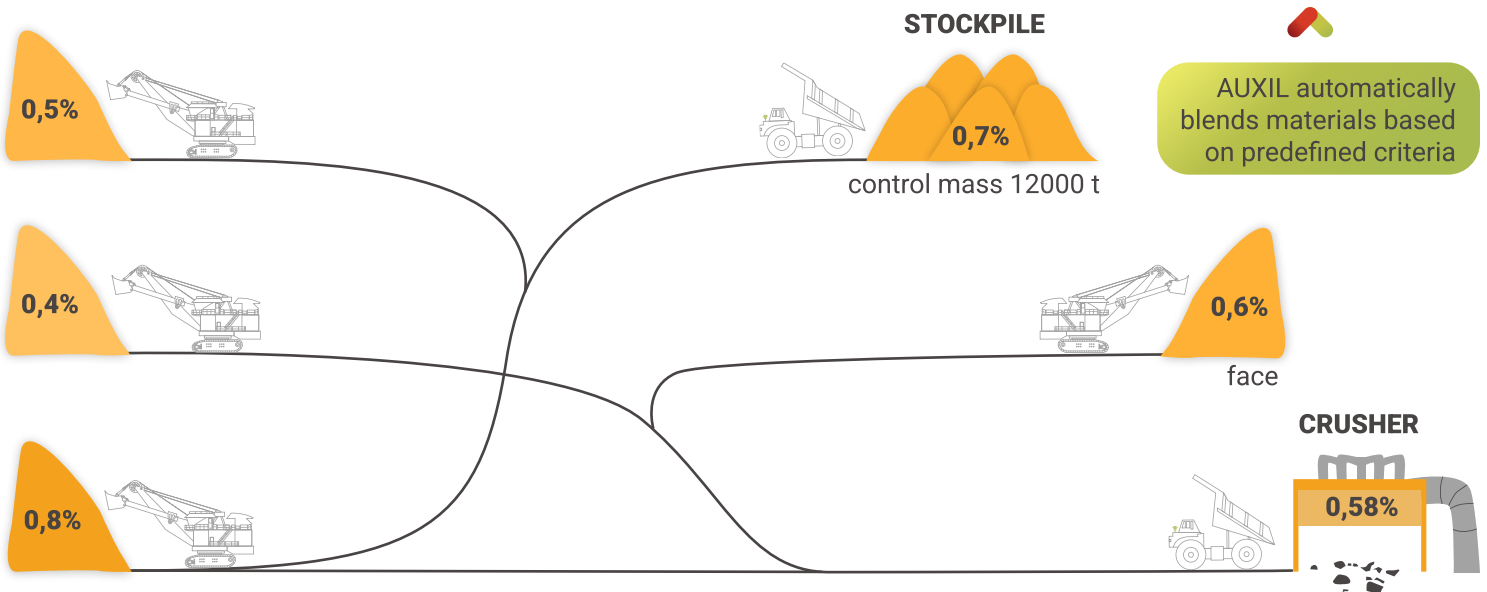 STOCKPILE
0,5%
0,7%
control mass 12000 t
AUXIL automatically
blends materials based
on predefined criteria
0,4%
0,6%
face
0,8%
CRUSHER
0,58%